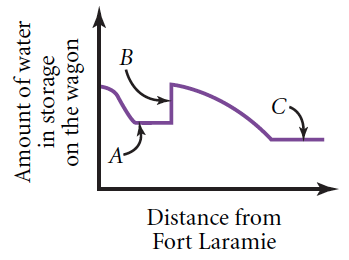 Amount of water
in storage
on the wagon
B
A
C
Distance from
Fort Laramie